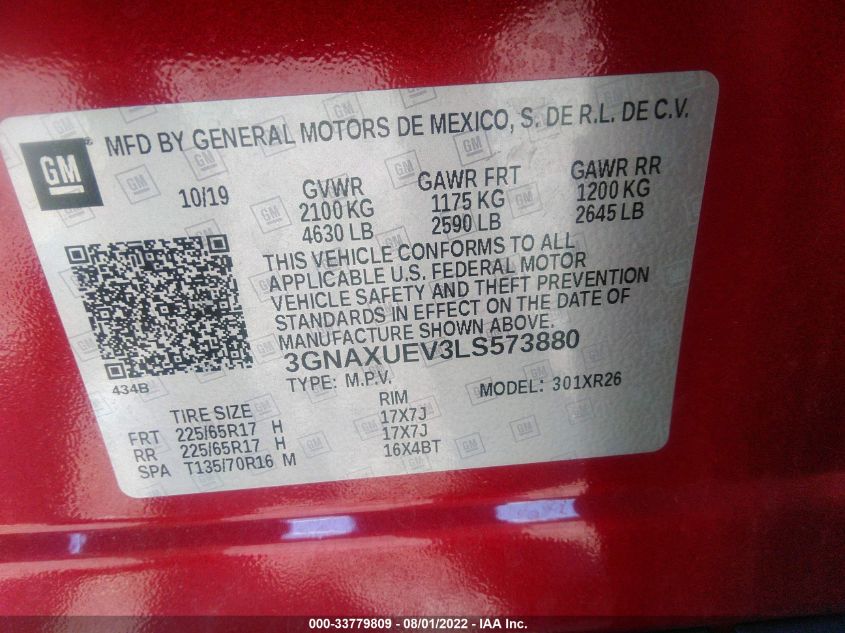 GM
MFD BY GENERAL MOTORS DE MEXICO, S. DE R.L. DE C.V.
10/19
GVWR
2100 KG
4630 LB
GAWR FRT
1175 KG
2590 LB
GAWR RR
1200 KG
2645 LB
THIS VEHICLE CONFORMS TO ALL
APPLICABLE U.S. FEDERAL MOTOR
VEHICLE SAFETY AND THEFT PREVENTION
STANDARDS IN EFFECT ON THE DATE OF
MANUFACTURE SHOWN ABOVE.
3GNAXUEV3LS573880
434B
TYPE: M.P.V.
MODEL: 301XR26
TIRE SIZE RIM
FRT 225/65R17 H 17X7J
RR 225/65R17 H 17X7J
SPA T135/70R16 M 16X4BT
000-33779809 - 08/01/2022 - IAA Inc.